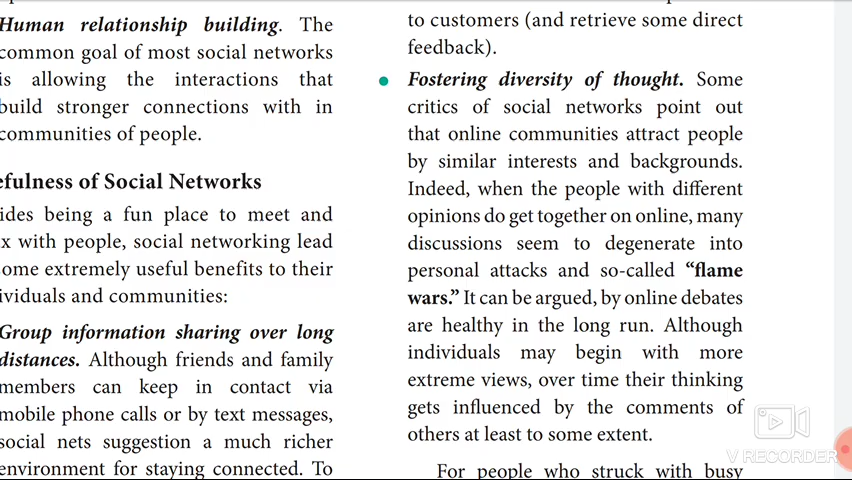 Human relationship building. The
common goal of most social networks
is allowing the interactions that
build stronger connections with in
communities of people.
efulness of Social Networks
ides being a fun place to meet and
x with people, social networking lead
ome extremely useful benefits to their
ividuals and communities:
Group information sharing over long
distances. Although friends and family
members can keep in contact via
mobile phone calls or by text messages,
social nets suggestion a much richer
environment for staying connected. To
to customers (and retrieve some direct
feedback).
Fostering diversity of thought. Some
critics of social networks point out
that online communities attract people
by similar interests and backgrounds.
Indeed, when the people with different
opinions do get together on online, many
discussions seem to degenerate into
personal attacks and so-called “flame
wars.” It can be argued, by online debates
are healthy in the long run. Although
individuals may begin with more
extreme views, over time their thinking
gets influenced by the comments of
others at least to some extent.
For people who struck with busy
V RECORDER